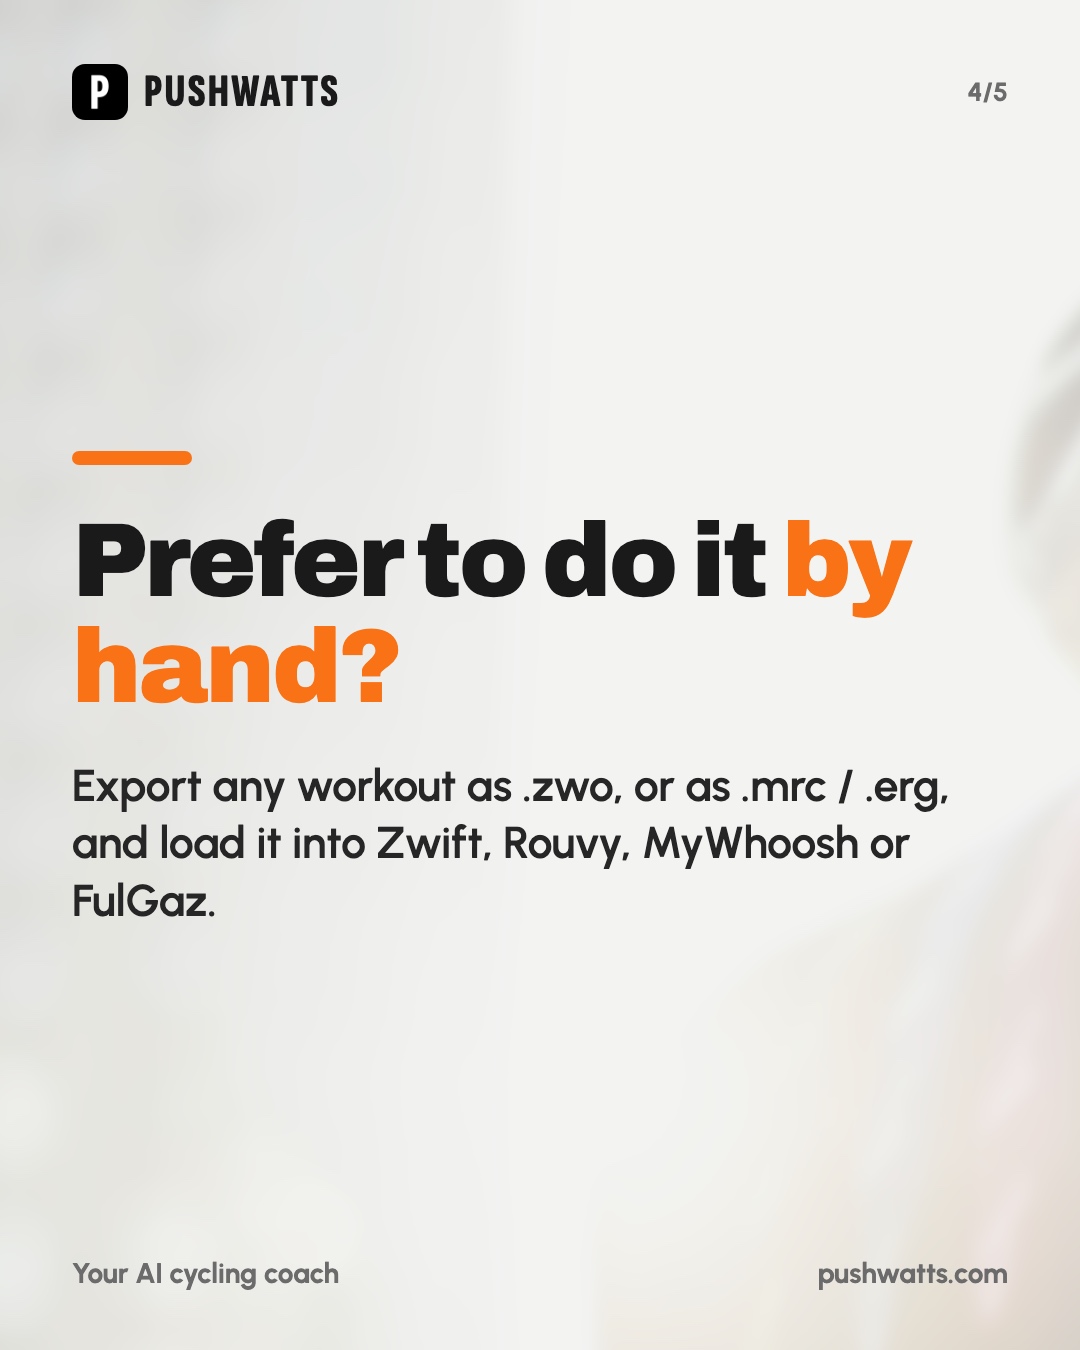 P PUSHWATTS
4/5
Prefer to do it by
hand?
Export any workout as .zwo, or as .mrc / .erg,
and load it into Zwift, Rouvy, MyWhoosh or
FulGaz.
Your AI cycling coach
pushwatts.com